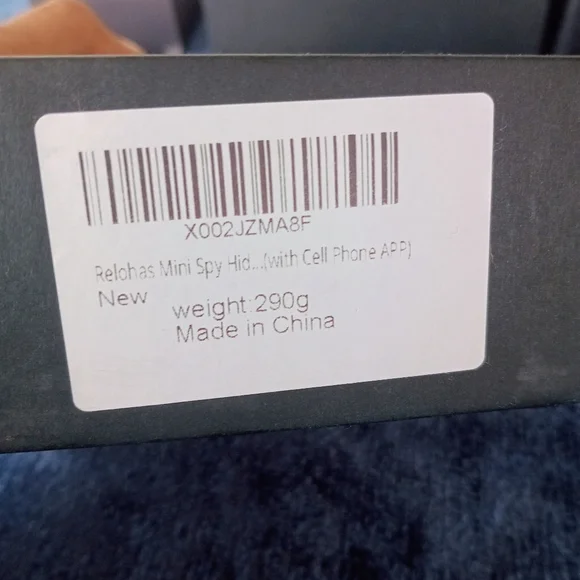 X002JZMA8F
Relohas Mini Spy Hid...(with Cell Phone APP)
New
weight:290g
Made in China